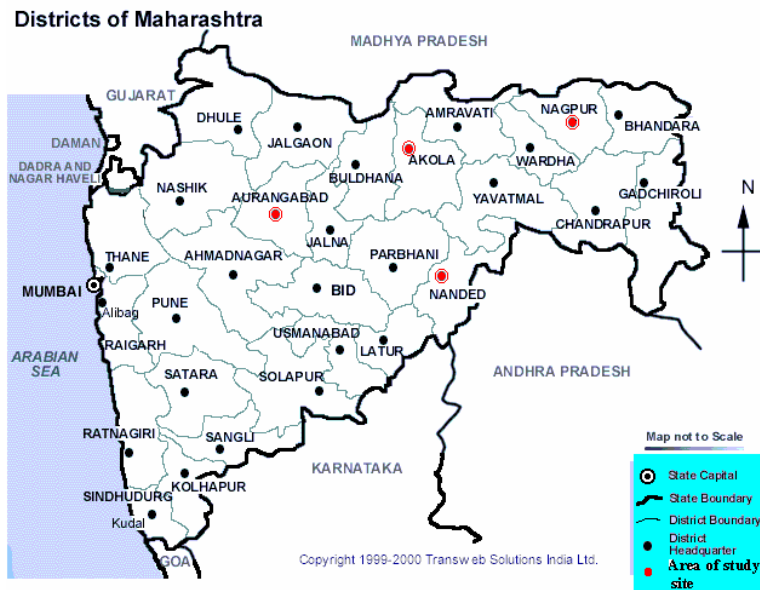 Districts of Maharashtra
MADHYA PRADESH
GUJARAT
DAMAN
DADRA AND
NAGAR HAVELI
DHULE
JALGAON
BULDHANA
AKOLA
AMRAVATI
NAGPUR
BHANDARA
WARDHA
NASHIK
AURANGABAD
JALNA
YAVATMAL
GADCHIROLI
CHANDRAPUR
N
THANE
AHMADNAGAR
PARBHANI
MUMBAI
Alibag
PUNE
BID
NANDED
RAIGARH
USMANABAD
LATUR
ARABIAN
SEA
SATARA
SOLAPUR
ANDHRA PRADESH
RATNAGIRI
SANGLI
KOLHAPUR
KARNATAKA
SINDHUDURG
Kudal
GOA
Copyright 1999-2000 Transweb Solutions India Ltd.
Map not to Scale
State Capital
State Boundary
District Boundary
District
Headquarter
Area of study
site